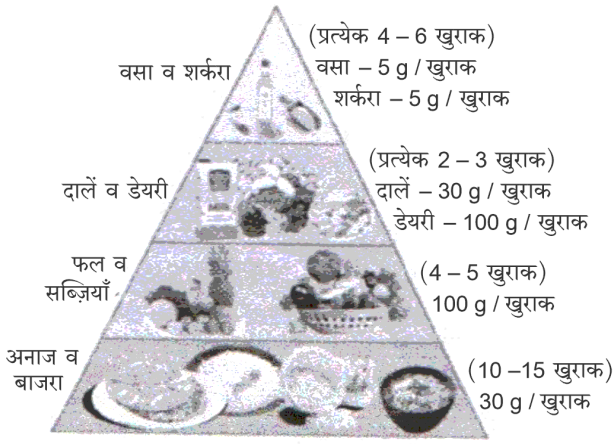 वसा व शर्करा
(प्रत्येक 4 – 6 खुराक)
वसा – 5 g / खुराक
शर्करा – 5 g / खुराक
दालें व डेयरी
(प्रत्येक 2 – 3 खुराक)
दालें – 30 g / खुराक
डेयरी – 100 g / खुराक
फल व
सब्ज़ियाँ
(4 – 5 खुराक)
100 g / खुराक
अनाज व
बाजरा
(10 –15 खुराक)
30 g / खुराक